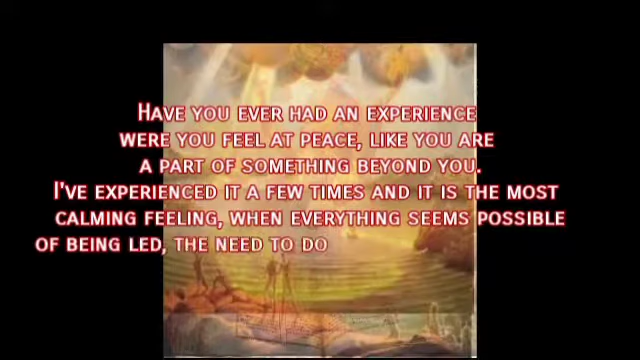 Have you ever had an experience
were you feel at peace, like you are
a part of something beyond you.
I've experienced it a few times and it is the most
calming feeling, when everything seems possible
of being led, the need to do